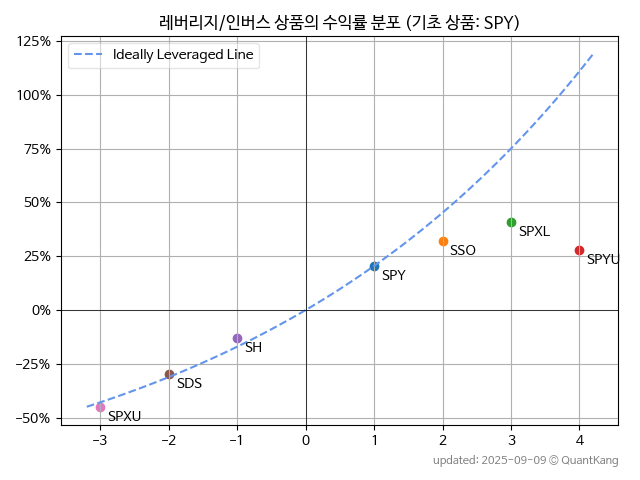 레버리지/인버스 상품의 수익률 분포 (기초 상품: SPY)
125%
100%
75%
50%
25%
0%
−25%
−50%
Ideally Leveraged Line
SPXL
SSO
SPYU
SPY
SH
SDS
SPXU
−3
−2
−1
0
1
2
3
4
updated: 2025-09-09 ⓒ QuantKang